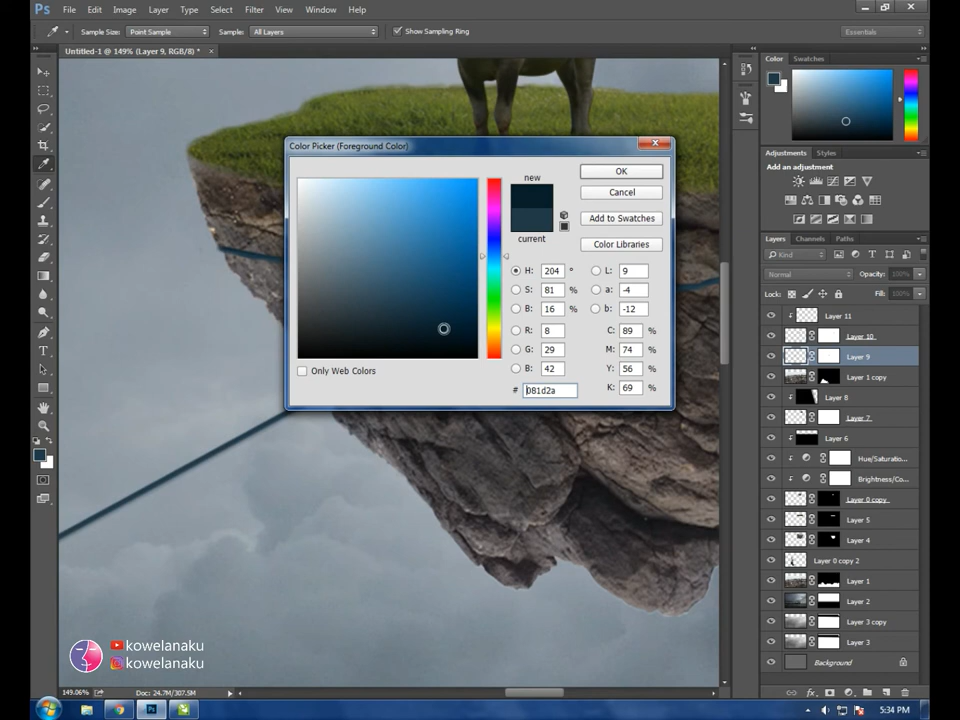 Ps File Edit Image Layer Type Select Filter View Window Help
Sample Size: Point Sample Sample: All Layers Show Sampling Ring Essentials
Untitled-1 @ 149% (Layer 9, RGB/8) * ×
Color Swatches
Color Picker (Foreground Color)
new
current
OK
Cancel
Add to Swatches
Color Libraries
H: 204 °
S: 81 %
B: 16 %
R: 8
G: 29
B: 42
# 081d2a
L: 9
a: -4
b: -12
C: 89 %
M: 74 %
Y: 56 %
K: 69 %
Only Web Colors
Adjustments Styles
Add an adjustment
Layers Channels Paths
Kind
Normal Opacity: 100%
Lock: Fill: 100%
Layer 11
Layer 10
Layer 9
Layer 1 copy
Layer 8
Layer 7
Layer 6
Hue/Saturatio...
Brightness/Co...
Layer 0 copy
Layer 5
Layer 4
Layer 0 copy 2
Layer 1
Layer 2
Layer 3 copy
Layer 3
Background
kowelanaku
kowelanaku
149.06% Doc: 24.7M/307.5M
5:34 PM